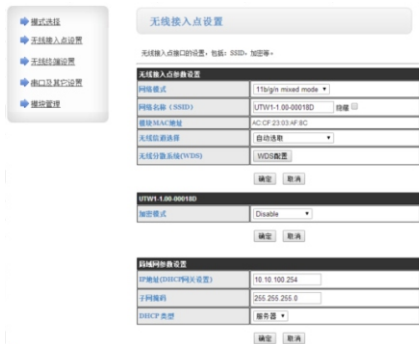 模式选择
无线接入点设置
无线终端设置
串口及其它设置
模块管理
无线接入点设置
无线接入点接口的设置，包括：SSID，加密等。
无线接入点参数设置
网络模式 11b/g/n mixed mode
网络名称（SSID） UTW1-1.00-00018D 隐藏
模块MAC地址 AC:CF:23:03:AF:8C
无线信道选择 自动选取
无线分散系统(WDS) WDS配置
确定 取消
UTW1-1.00-00018D
加密模式 Disable
确定 取消
局域网参数设置
IP地址(DHCP网关设置) 10.10.100.254
子网掩码 255.255.255.0
DHCP 类型 服务器
确定 取消